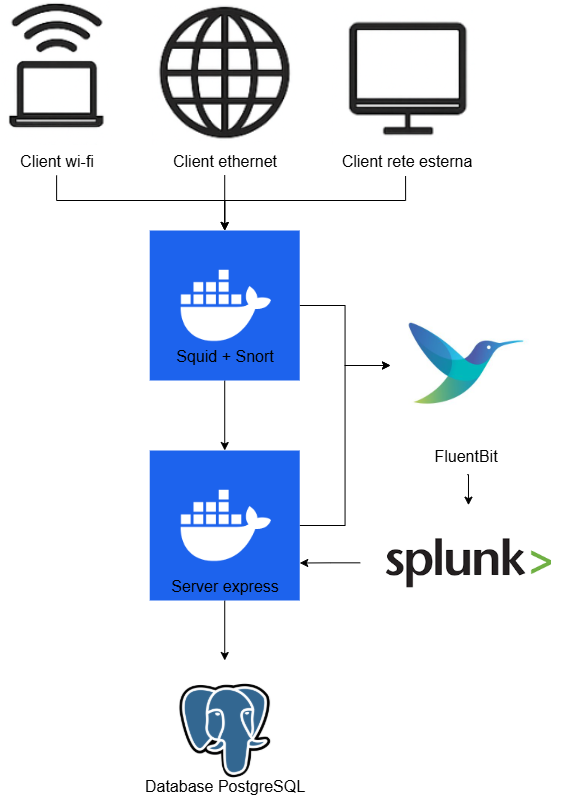 Client wi-fi
Client ethernet
Client rete esterna
Squid + Snort
FluentBit
splunk>
Server express
Database PostgreSQL